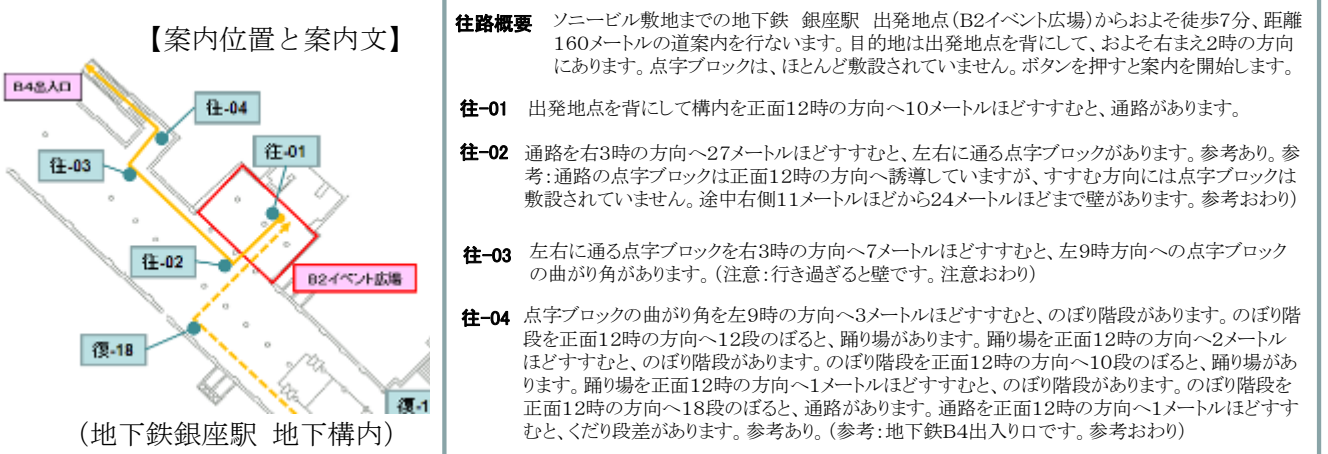 【案内位置と案内文】
B4出入口
往-04
往-03
往-01
往-02
B2イベント広場
復-18
復-1
(地下鉄銀座駅 地下構内)
往路概要 ソニービル敷地までの地下鉄 銀座駅 出発地点(B2イベント広場)からおよそ徒歩7分、距離
160メートルの道案内を行ないます。目的地は出発地点を背にして、およそ右まえ2時の方向
にあります。点字ブロックは、ほとんど敷設されていません。ボタンを押すと案内を開始します。
往-01 出発地点を背にして構内を正面12時の方向へ10メートルほどすすむと、通路があります。
往-02 通路を右3時の方向へ27メートルほどすすむと、左右に通る点字ブロックがあります。参考あり。参
考:通路の点字ブロックは正面12時の方向へ誘導していますが、すすむ方向には点字ブロックは
敷設されていません。途中右側11メートルほどから24メートルほどまで壁があります。参考おわり)
往-03 左右に通る点字ブロックを右3時の方向へ7メートルほどすすむと、左9時方向への点字ブロック
の曲がり角があります。(注意:行き過ぎると壁です。注意おわり)
往-04 点字ブロックの曲がり角を左9時の方向へ3メートルほどすすむと、のぼり階段があります。のぼり階
段を正面12時の方向へ12段のぼると、踊り場があります。踊り場を正面12時の方向へ2メートル
ほどすすむと、のぼり階段があります。のぼり階段を正面12時の方向へ10段のぼると、踊り場があ
ります。踊り場を正面12時の方向へ1メートルほどすすむと、のぼり階段があります。のぼり階段を
正面12時の方向へ18段のぼると、通路があります。通路を正面12時の方向へ1メートルほどすす
むと、くだり段差があります。参考あり。(参考:地下鉄B4出入り口です。参考おわり)